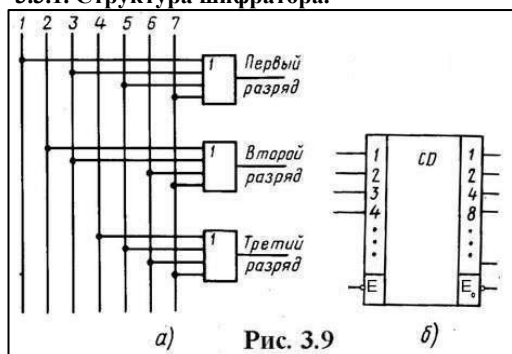 3.3.1. Структура шифратора.
1 2 3 4 5 6 7
1
Первый
разряд
1
Второй
разряд
1
Третий
разряд
CD
1
2
3
4
1
2
4
8
E
E₀
а)
Рис. 3.9
б)